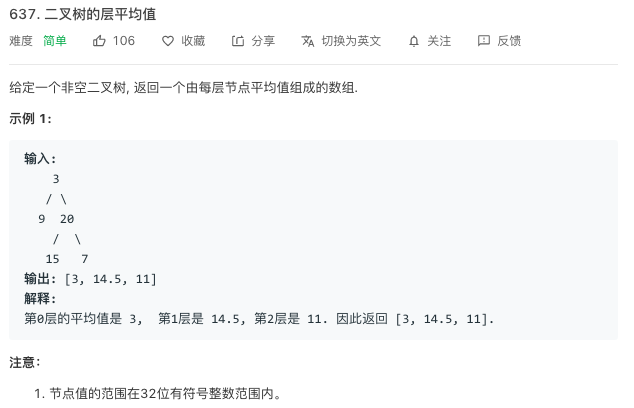 637. 二叉树的层平均值
难度 简单 106 收藏 分享 切换为英文 关注 反馈
给定一个非空二叉树, 返回一个由每层节点平均值组成的数组.
示例 1:
输入:
3
/ \
9 20
/ \
15 7
输出: [3, 14.5, 11]
解释:
第0层的平均值是 3, 第1层是 14.5, 第2层是 11. 因此返回 [3, 14.5, 11].
注意:
1. 节点值的范围在32位有符号整数范围内。